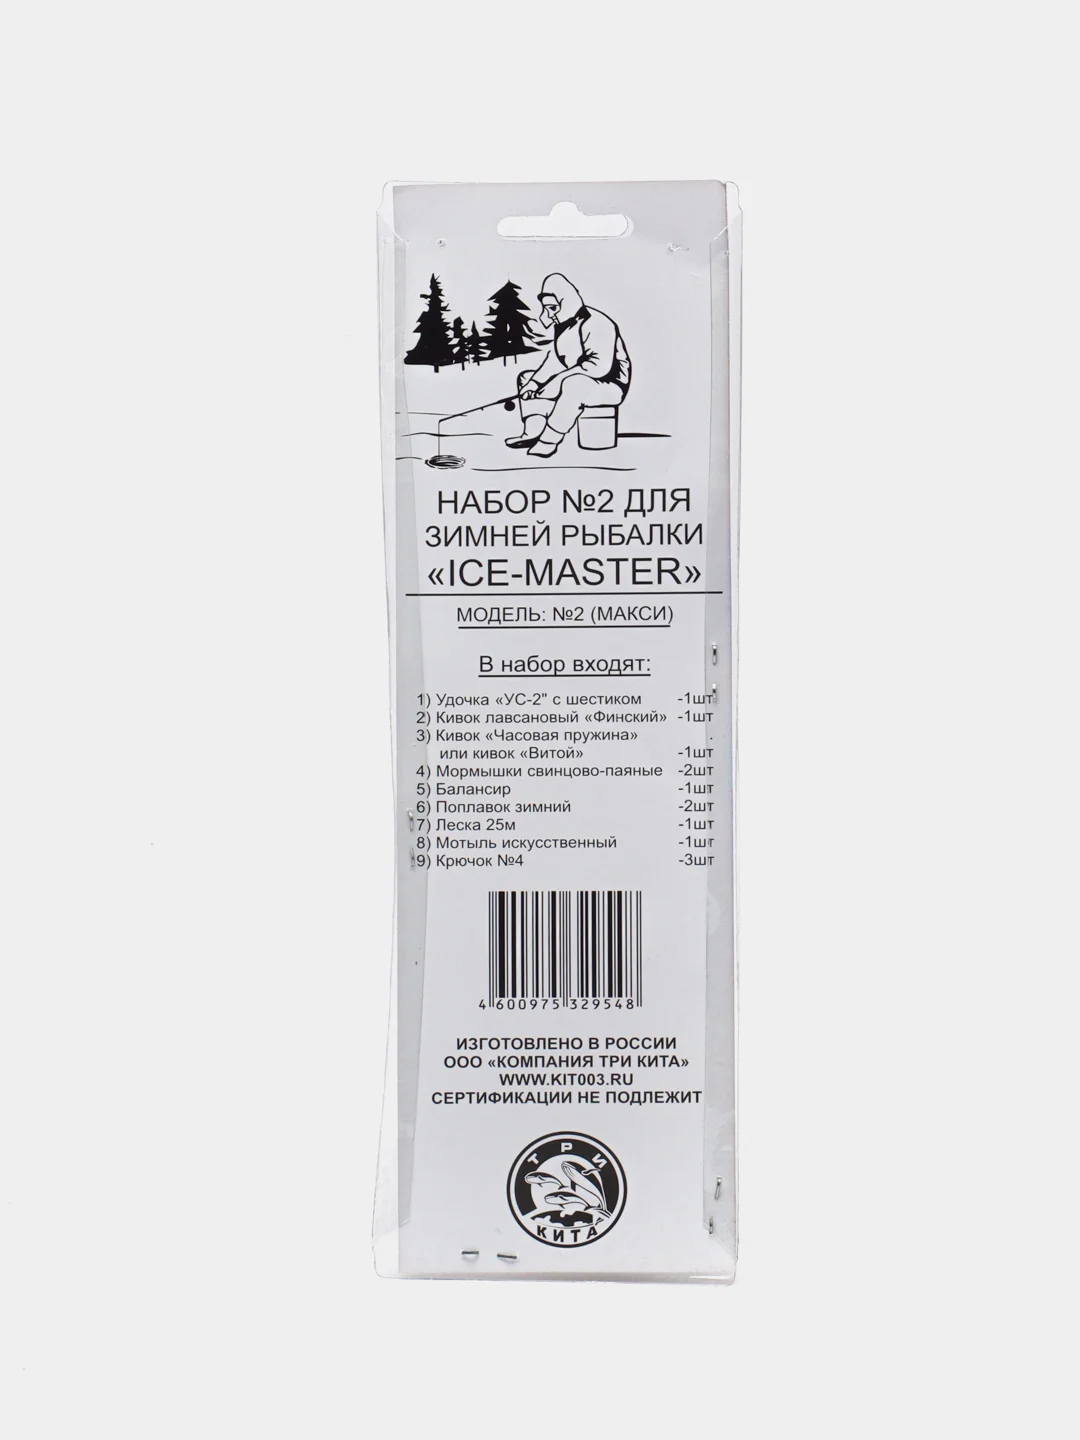 НАБОР №2 ДЛЯ
ЗИМНЕЙ РЫБАЛКИ
«ICE-MASTER»
МОДЕЛЬ: №2 (МАКСИ)
В набор входят:
1) Удочка «УС-2" с шестиком -1шт
2) Кивок лавсановый «Финский» -1шт
3) Кивок «Часовая пружина» .
или кивок «Витой» -1шт
4) Мормышки свинцово-паяные -2шт
5) Балансир -1шт
6) Поплавок зимний -2шт
7) Леска 25м -1шт
8) Мотыль искусственный -1шт
9) Крючок №4 -3шт
4 600975 329548
ИЗГОТОВЛЕНО В РОССИИ
ООО «КОМПАНИЯ ТРИ КИТА»
WWW.KIT003.RU
СЕРТИФИКАЦИИ НЕ ПОДЛЕЖИТ
ТРИ
КИТА